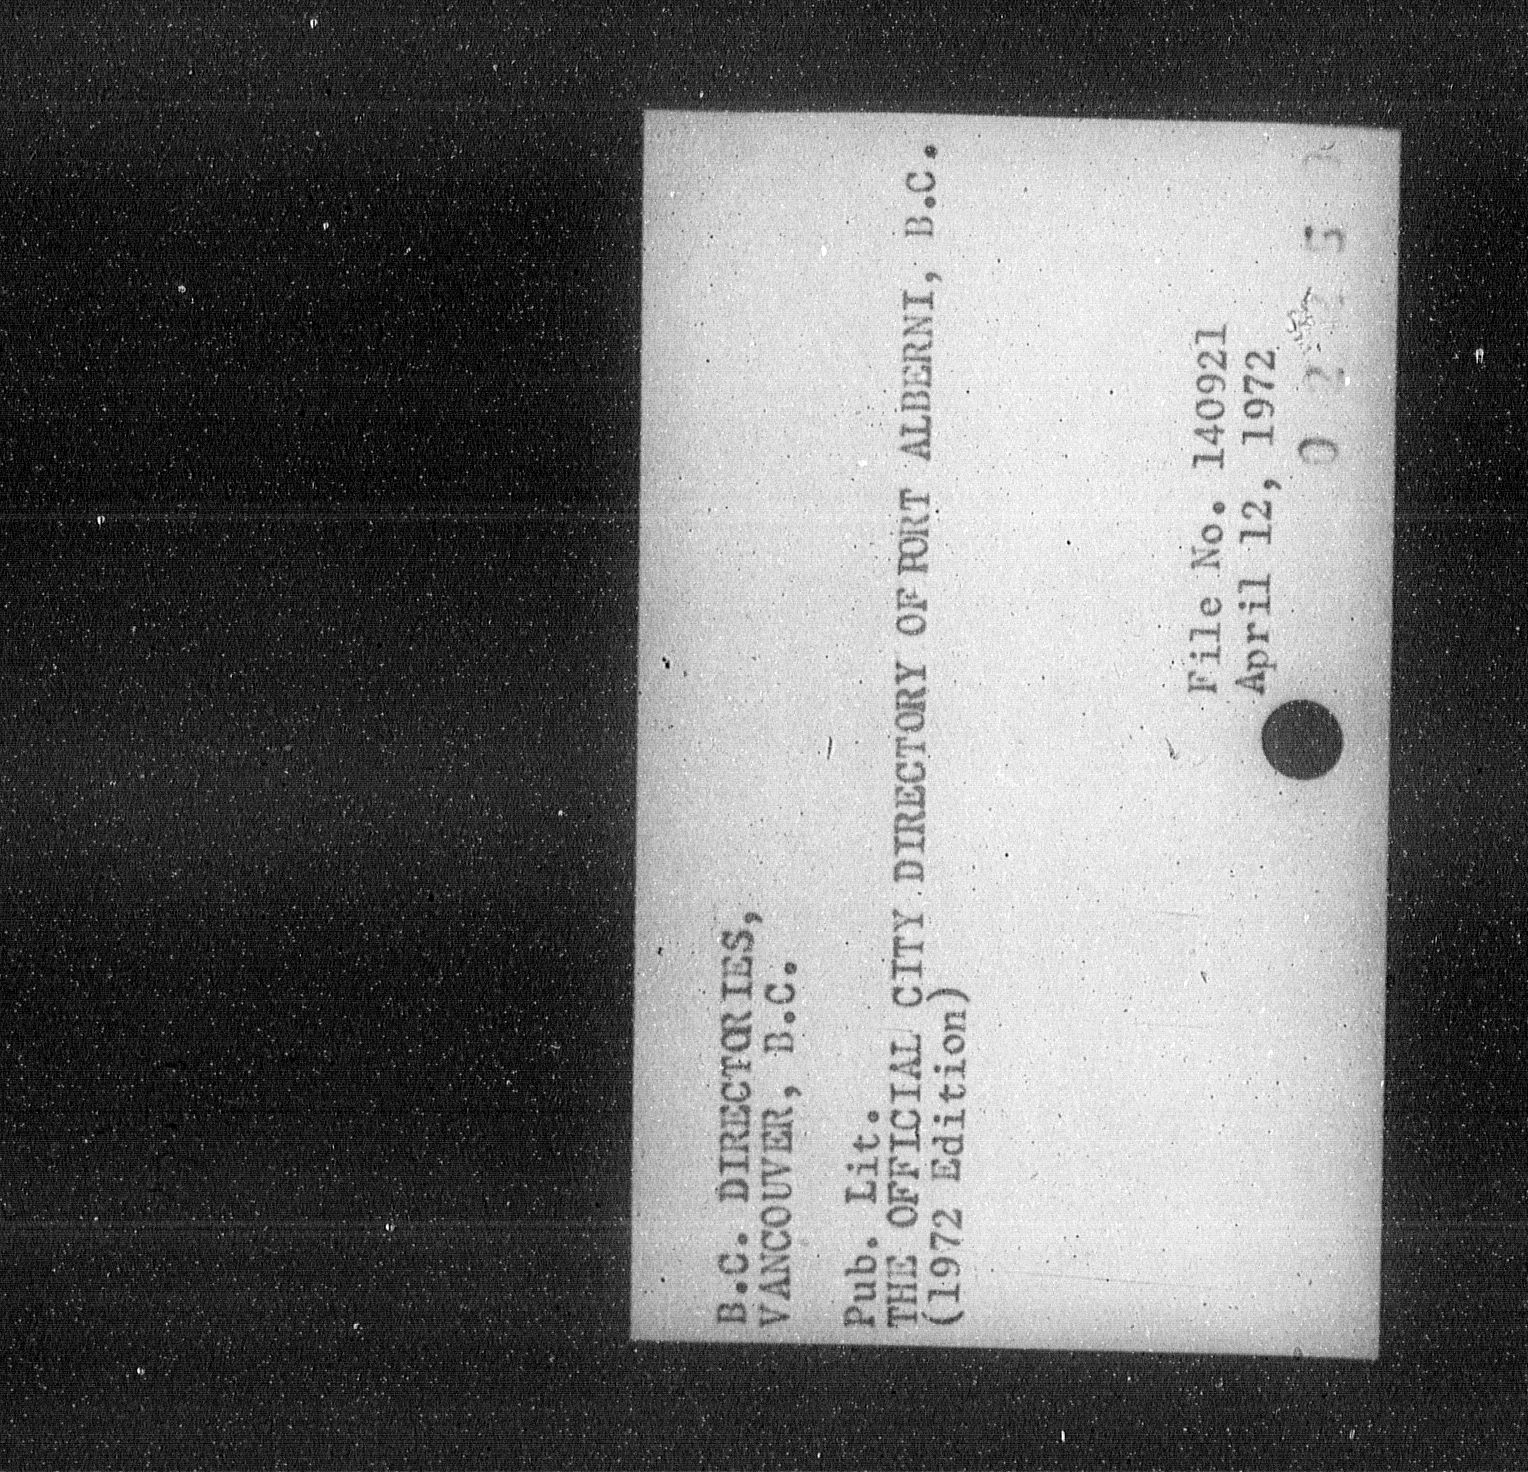 B.C. DIRECTORIES,
VANCOUVER, B.C.
Pub. Lit.
THE OFFICIAL CITY DIRECTORY OF PORT ALBERNI, B.C.
(1972 Edition)
File No. 140921
April 12, 1972